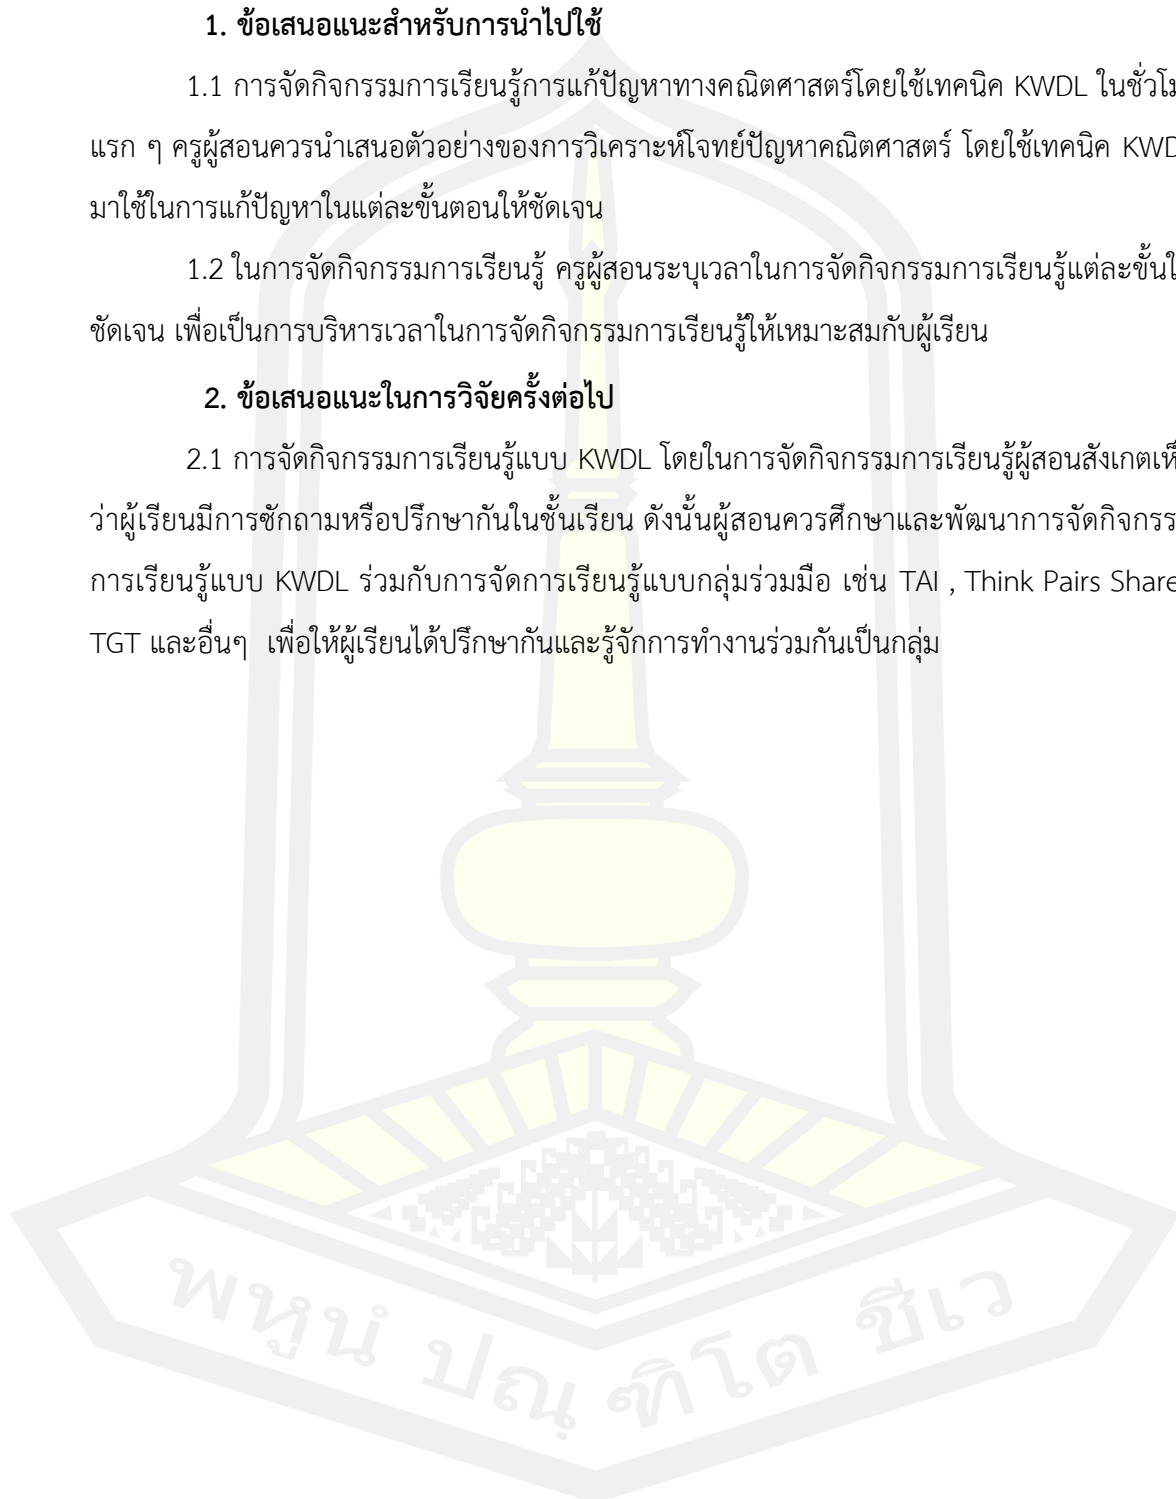 1. ข้อเสนอแนะสำหรับการนำไปใช้
1.1 การจัดกิจกรรมการเรียนรู้การแก้ปัญหาทางคณิตศาสตร์โดยใช้เทคนิค KWDL ในชั่วโม
แรก ๆ ครูผู้สอนควรนำเสนอตัวอย่างของการวิเคราะห์โจทย์ปัญหาคณิตศาสตร์ โดยใช้เทคนิค KWD
มาใช้ในการแก้ปัญหาในแต่ละขั้นตอนให้ชัดเจน
1.2 ในการจัดกิจกรรมการเรียนรู้ ครูผู้สอนระบุเวลาในการจัดกิจกรรมการเรียนรู้แต่ละขั้นใ
ชัดเจน เพื่อเป็นการบริหารเวลาในการจัดกิจกรรมการเรียนรู้ให้เหมาะสมกับผู้เรียน
2. ข้อเสนอแนะในการวิจัยครั้งต่อไป
2.1 การจัดกิจกรรมการเรียนรู้แบบ KWDL โดยในการจัดกิจกรรมการเรียนรู้ผู้สอนสังเกตเห็
ว่าผู้เรียนมีการซักถามหรือปรึกษากันในชั้นเรียน ดังนั้นผู้สอนควรศึกษาและพัฒนาการจัดกิจกรร
การเรียนรู้แบบ KWDL ร่วมกับการจัดการเรียนรู้แบบกลุ่มร่วมมือ เช่น TAI , Think Pairs Share
TGT และอื่นๆ เพื่อให้ผู้เรียนได้ปรึกษากันและรู้จักการทำงานร่วมกันเป็นกลุ่ม
พหูนํ ปณฺฑิโต ชีเว